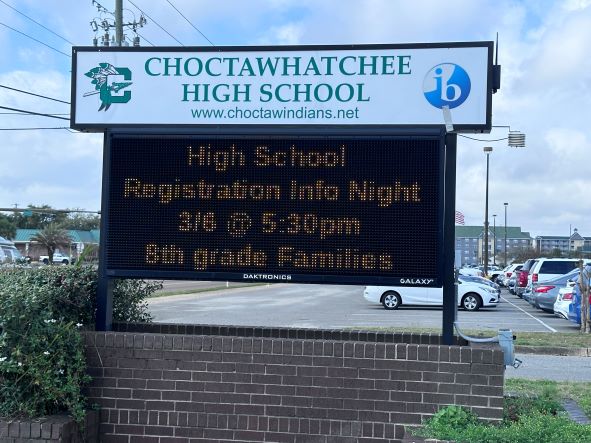 CHOCTAWHATCHEE
HIGH SCHOOL
www.choctawindians.net
C
ib
High School
Registration Info Night
3/6 @ 5:30pm
8th grade Families
DAKTRONICS
GALAXY